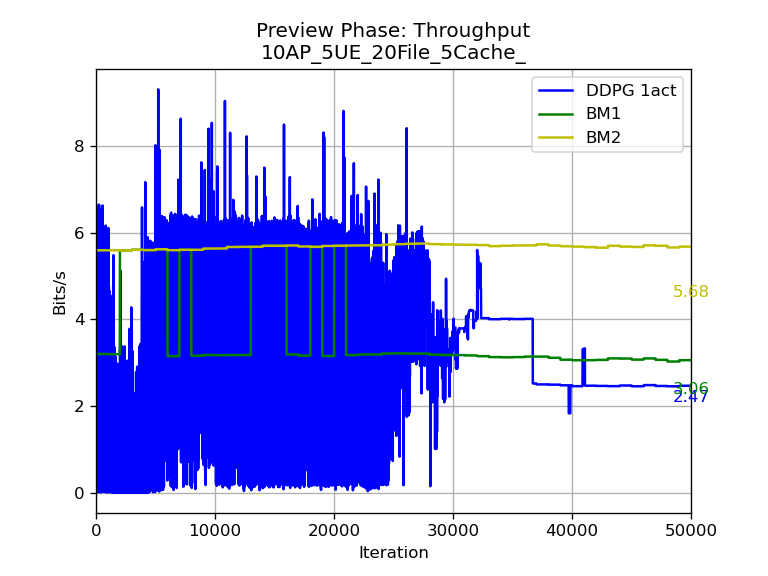 Preview Phase: Throughput
10AP_5UE_20File_5Cache_
DDPG 1act
BM1
BM2
8
6
4
2
0
Bits/s
5.68
3.06
2.47
0 10000 20000 30000 40000 50000
Iteration